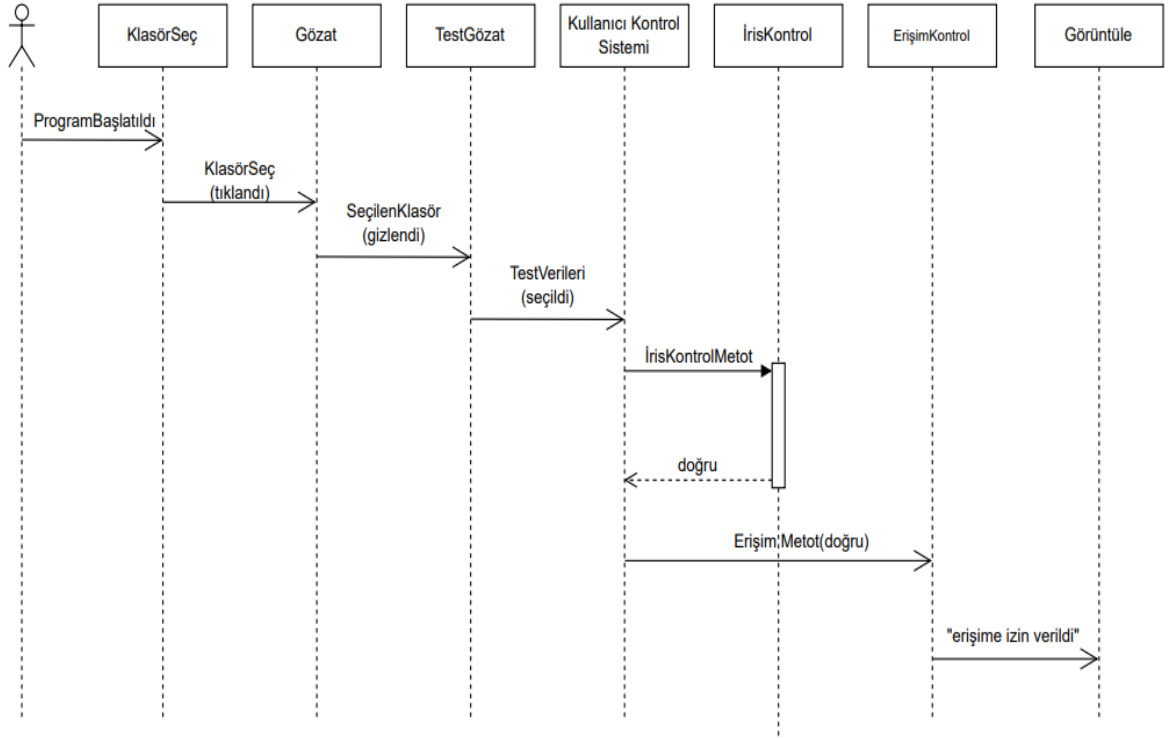 KlasörSeç
Gözat
TestGözat
Kullanıcı Kontrol
Sistemi
İrisKontrol
ErişimKontrol
Görüntüle
ProgramBaşlatıldı
KlasörSeç
(tıklandı)
SeçilenKlasör
(gizlendi)
TestVerileri
(seçildi)
İrisKontrolMetot
doğru
Erişim Metot(doğru)
"erişime izin verildi"